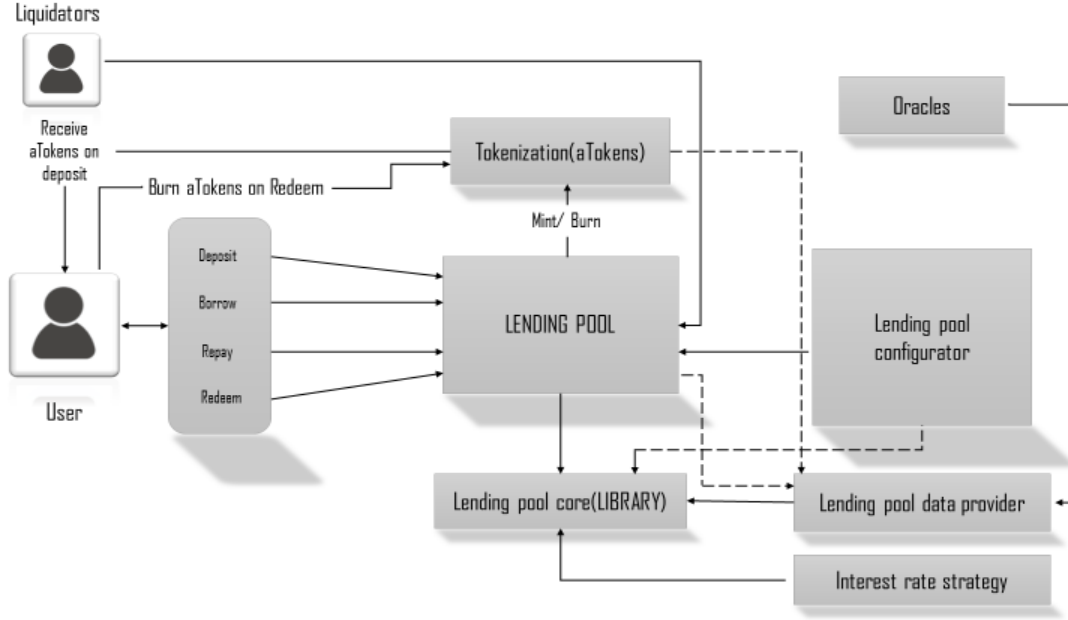 Liquidators
Oracles
Receive
aTokens on
deposit
Tokenization(aTokens)
Burn aTokens on Redeem
Mint/ Burn
Deposit
Borrow
Repay
Redeem
LENDING POOL
Lending pool
configurator
User
Lending pool core(LIBRARY)
Lending pool data provider
Interest rate strategy